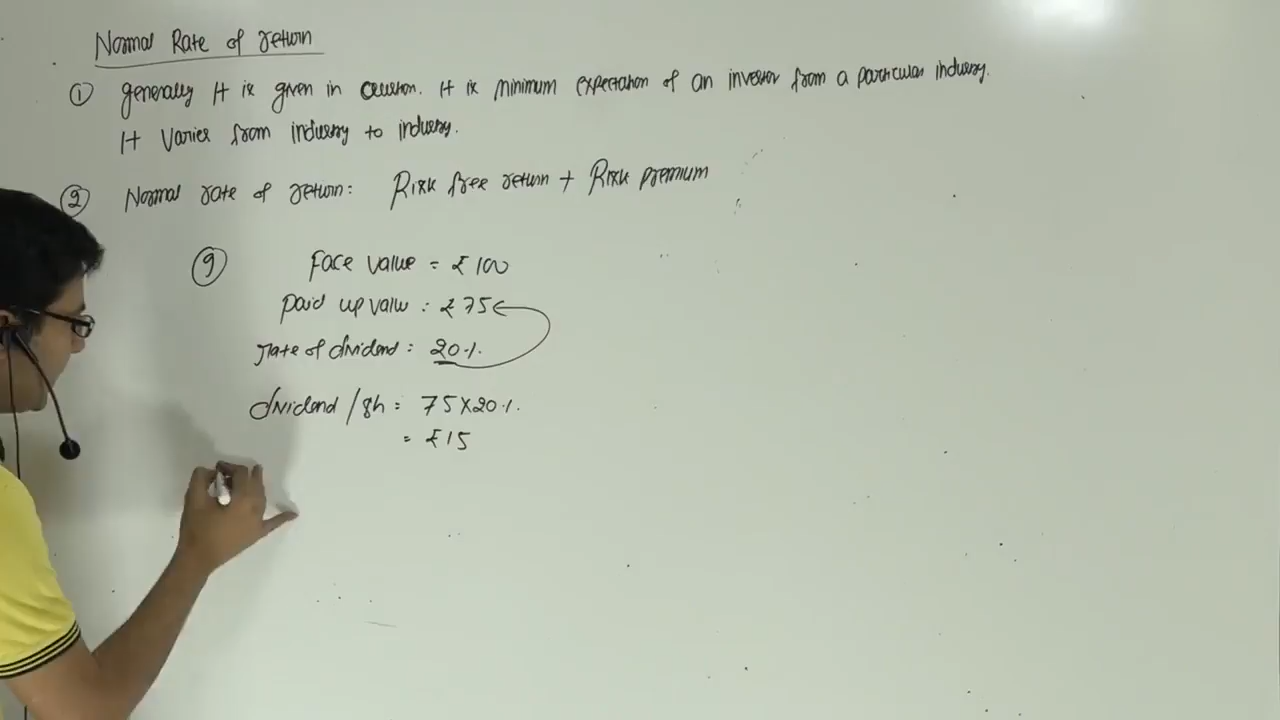 Normal Rate of return
① generally It is given in Question. It is minimum expectation of an investor from a particular industry.
It varies from industry to industry.
② Normal rate of return: Risk free return + Risk premium
9 Face value = ₹100
Paid up value : ₹75
rate of dividend : 20%.
dividend/sh = 75X20%.
= ₹15